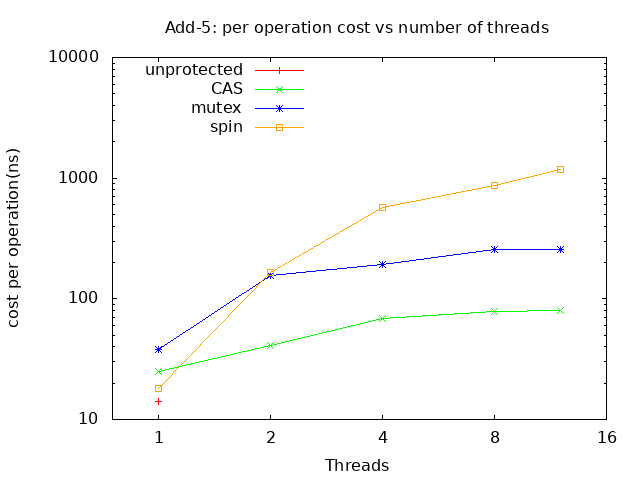 Add-5: per operation cost vs number of threads
10000
1000
100
10
cost per operation(ns)
unprotected
CAS
mutex
spin
1 2 4 8 16
Threads